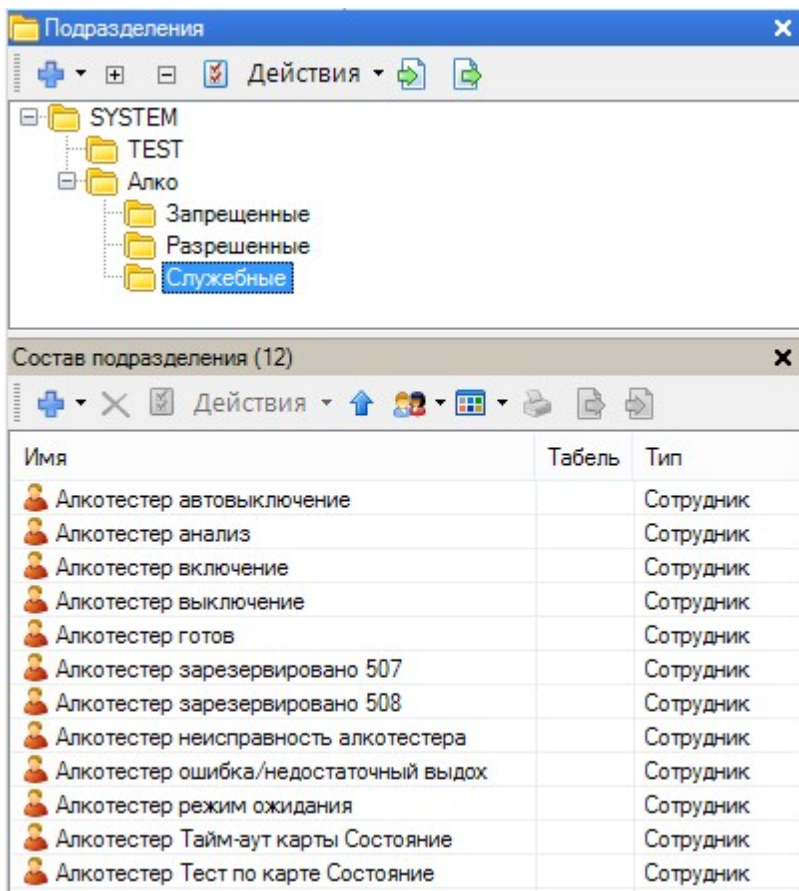 Подразделения
Действия
SYSTEM
TEST
Алко
Запрещенные
Разрешенные
Служебные
Состав подразделения (12)
Действия
Имя Табель Тип
Алкотестер автовыключение Сотрудник
Алкотестер анализ Сотрудник
Алкотестер включение Сотрудник
Алкотестер выключение Сотрудник
Алкотестер готов Сотрудник
Алкотестер зарезервировано 507 Сотрудник
Алкотестер зарезервировано 508 Сотрудник
Алкотестер неисправность алкотестера Сотрудник
Алкотестер ошибка/недостаточный выдох Сотрудник
Алкотестер режим ожидания Сотрудник
Алкотестер Тайм-аут карты Состояние Сотрудник
Алкотестер Тест по карте Состояние Сотрудник